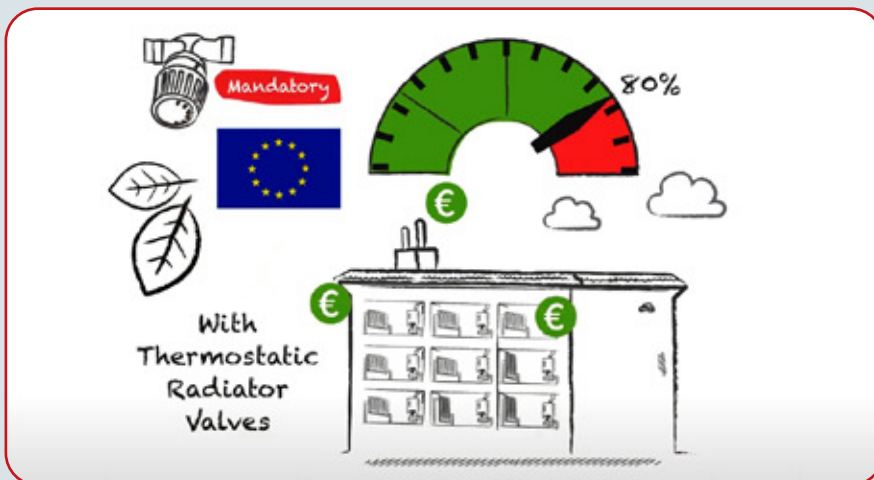 Mandatory
80%
€
€
€
With
Thermostatic
Radiator
Valves